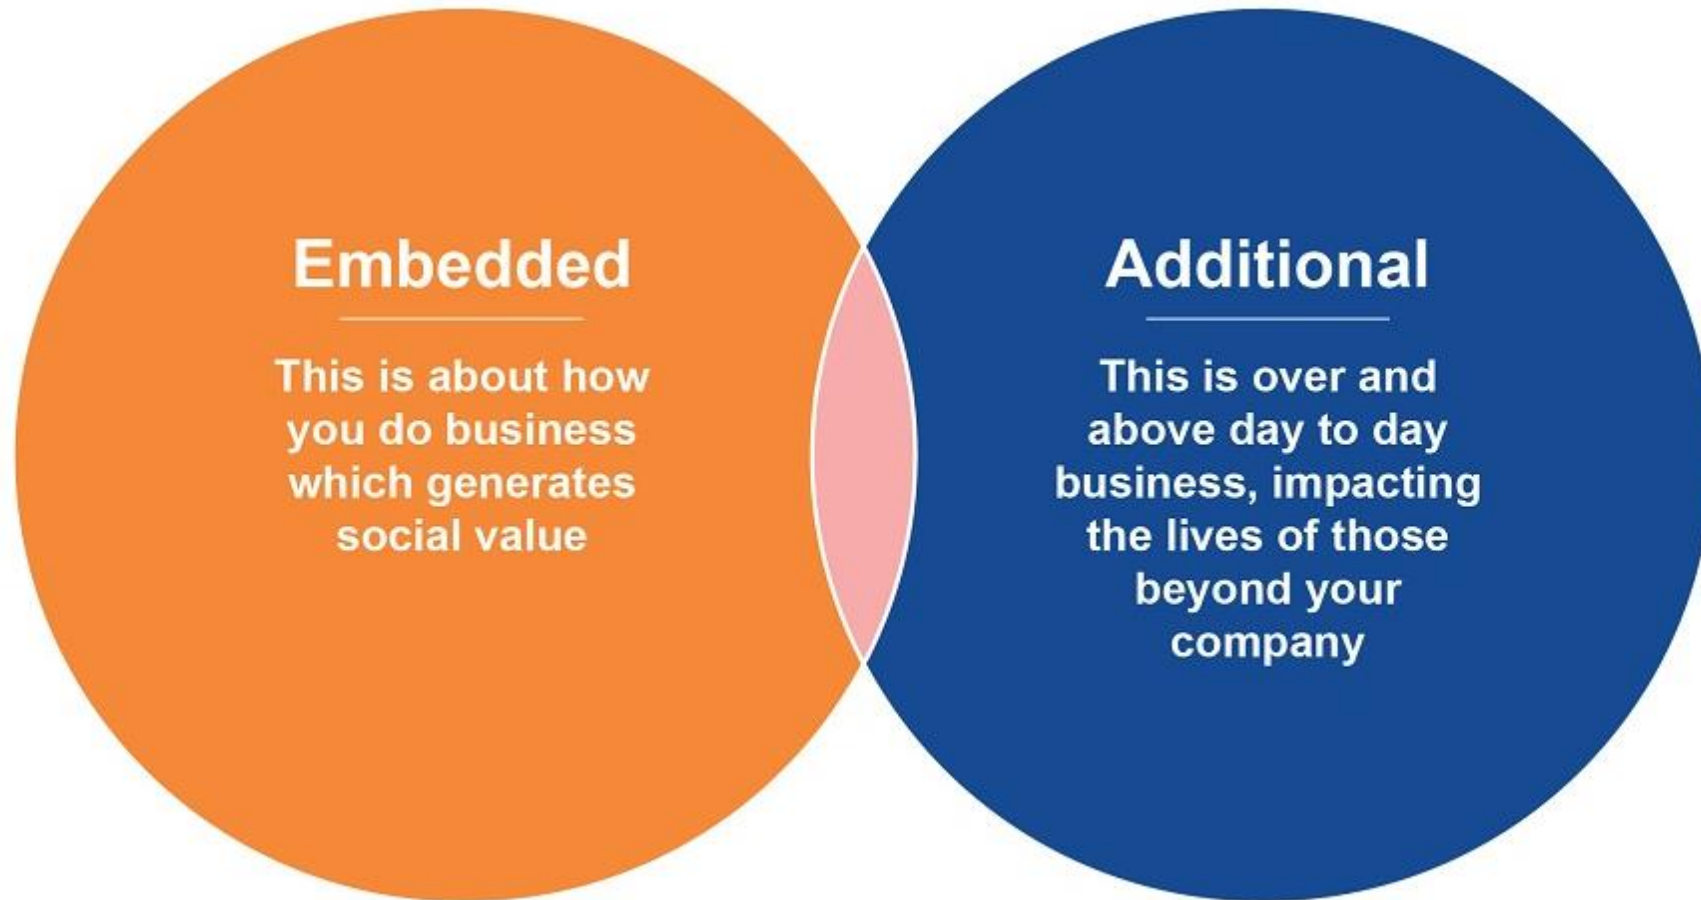 Embedded
This is about how
you do business
which generates
social value
Additional
This is over and
above day to day
business, impacting
the lives of those
beyond your
company